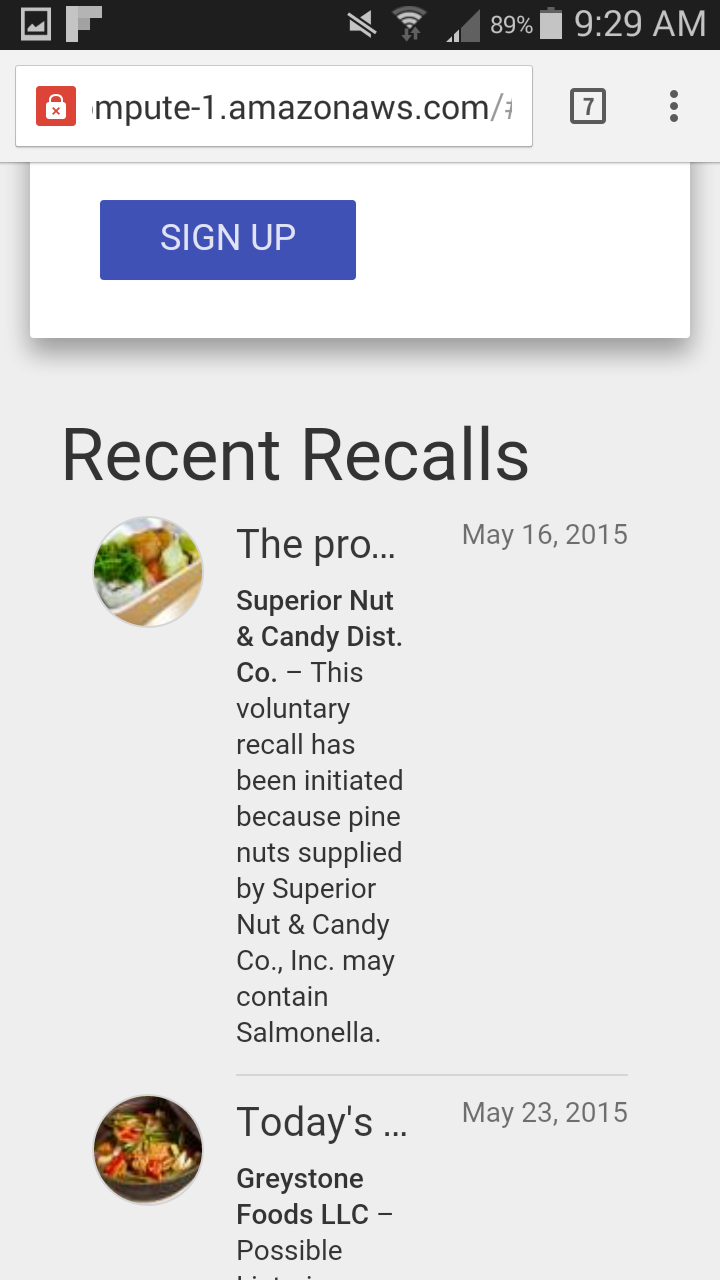 89% 9:29 AM
ompute-1.amazonaws.com/# 7
SIGN UP
Recent Recalls
The pro... May 16, 2015
Superior Nut
& Candy Dist.
Co. – This
voluntary
recall has
been initiated
because pine
nuts supplied
by Superior
Nut & Candy
Co., Inc. may
contain
Salmonella.
Today's ... May 23, 2015
Greystone
Foods LLC –
Possible